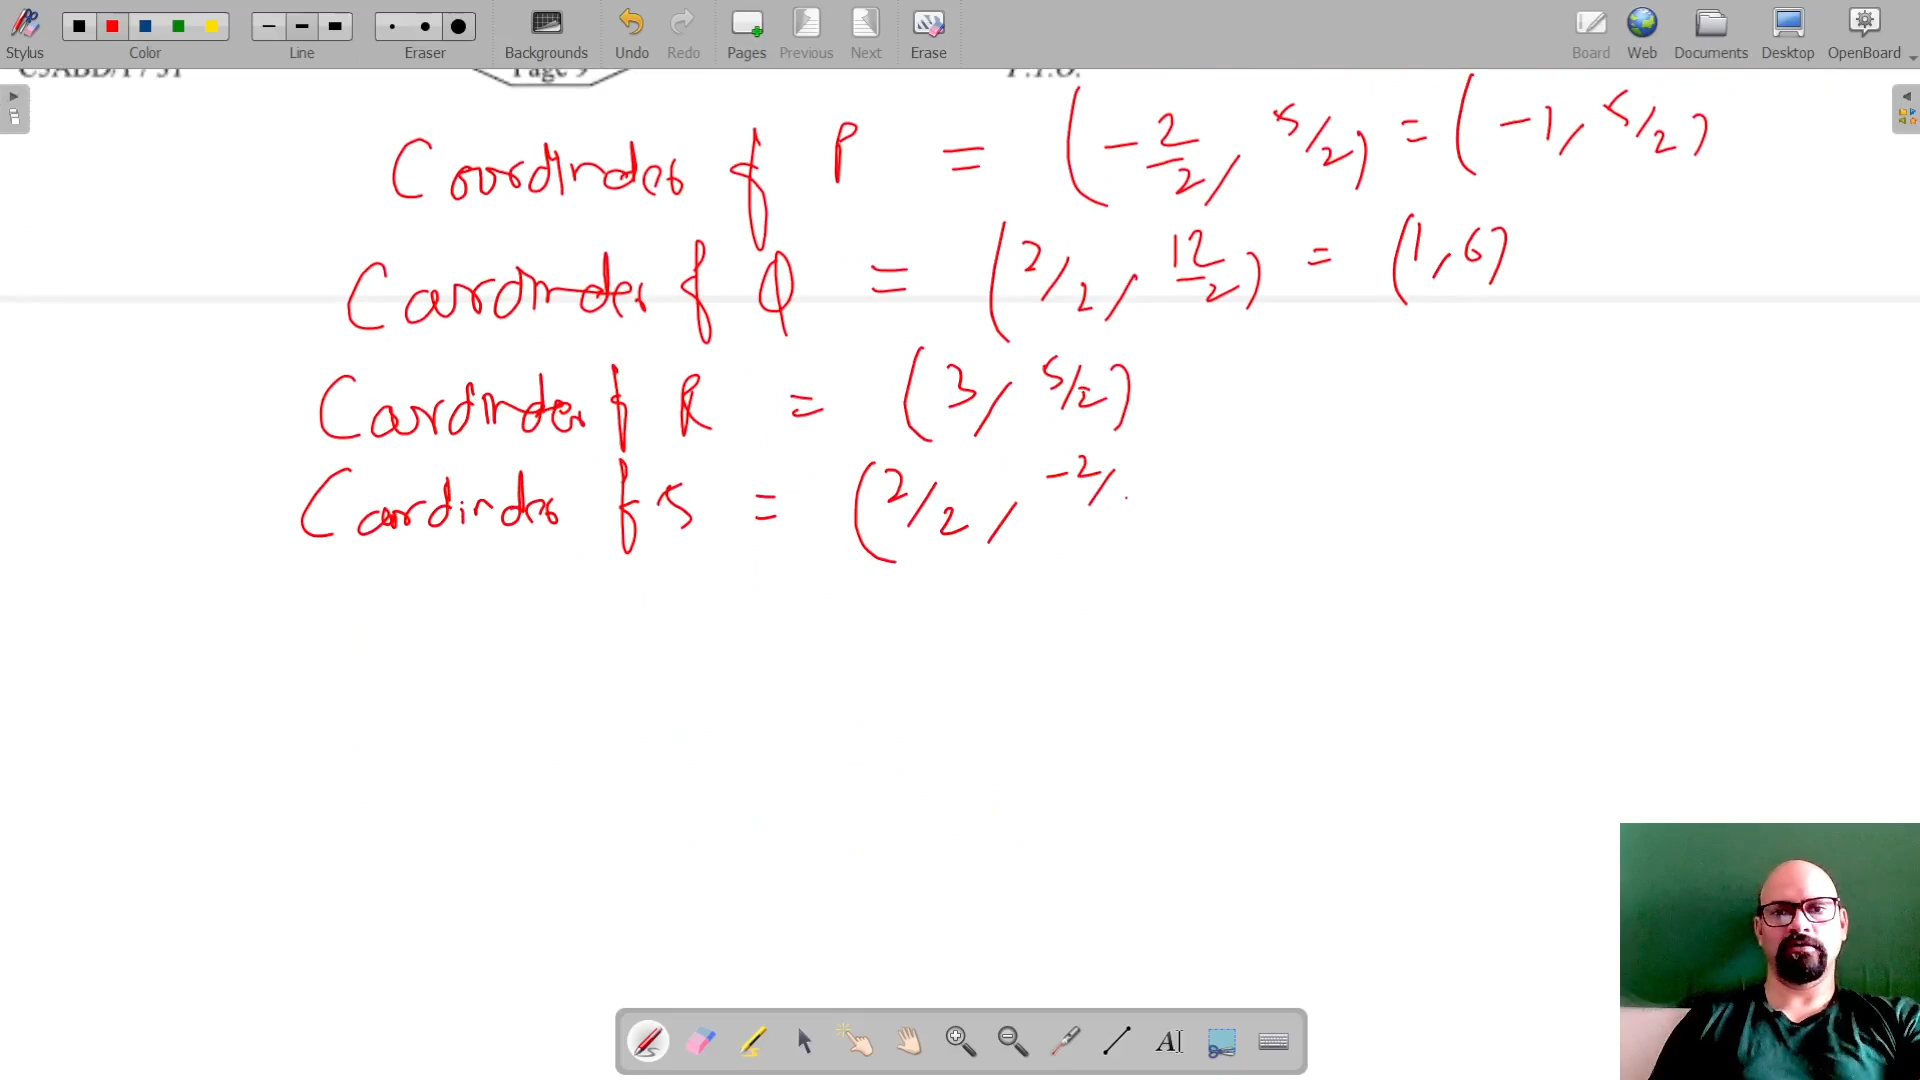 Stylus Color Line Eraser Backgrounds Undo Redo Pages Previous Next Erase Board Web Documents Desktop OpenBoard
Page 9 P.T.O.
Coordinates of P = (-2/2, 5/2) = (-1, 5/2)
Coordinates of Q = (2/2, 12/2) = (1, 6)
Coordinates of R = (3, 5/2)
Coordinates of S = (2/2, -2/